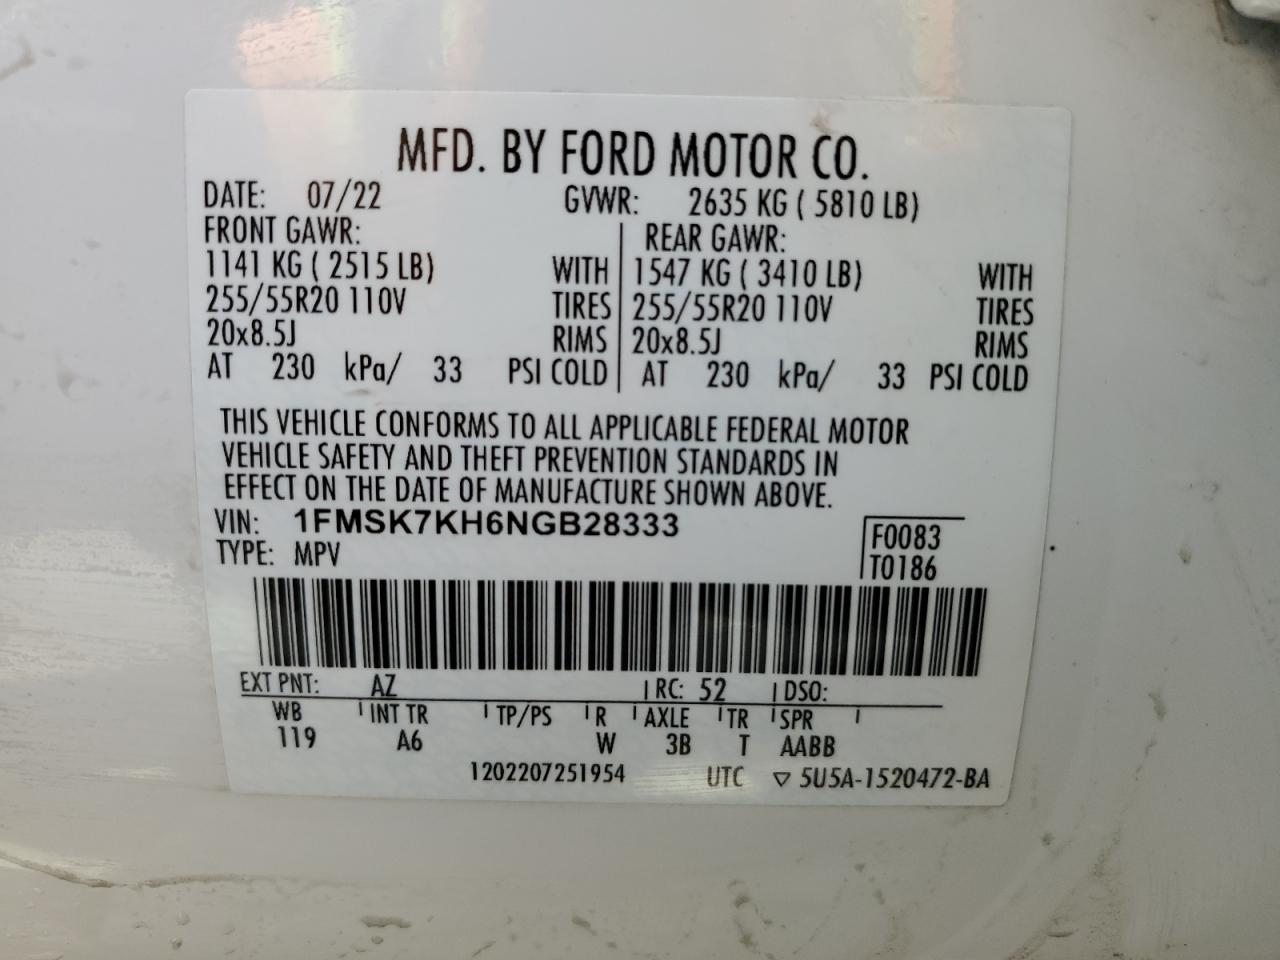 MFD. BY FORD MOTOR CO.
DATE: 07/22 GVWR: 2635 KG ( 5810 LB)
FRONT GAWR: REAR GAWR:
1141 KG ( 2515 LB) WITH 1547 KG ( 3410 LB) WITH
255/55R20 110V TIRES 255/55R20 110V TIRES
20x8.5J RIMS 20x8.5J RIMS
AT 230 kPa/ 33 PSI COLD AT 230 kPa/ 33 PSI COLD
THIS VEHICLE CONFORMS TO ALL APPLICABLE FEDERAL MOTOR
VEHICLE SAFETY AND THEFT PREVENTION STANDARDS IN
EFFECT ON THE DATE OF MANUFACTURE SHOWN ABOVE.
VIN: 1FMSK7KH6NGB28333 F0083
TYPE: MPV T0186
EXT PNT: AZ RC: 52 DSO:
WB INT TR TP/PS R AXLE TR SPR
119 A6 W 3B T AABB
1202207251954 UTC ▽ 5U5A-1520472-BA